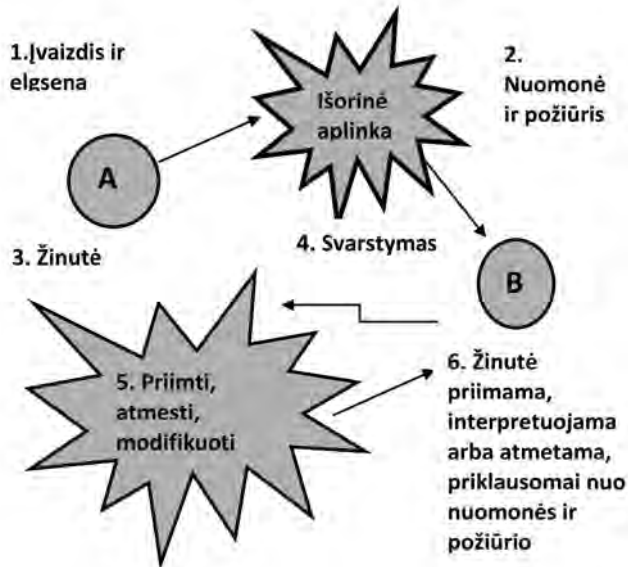 1.Įvaizdis ir
elgsena
A
Išorinė
aplinka
2.
Nuomonė
ir požiūris
3. Žinutė
4. Svarstymas
B
5. Priimti,
atmesti,
modifikuoti
6. Žinutė
priimama,
interpretuojama
arba atmetama,
priklausomai nuo
nuomonės ir
požiūrio